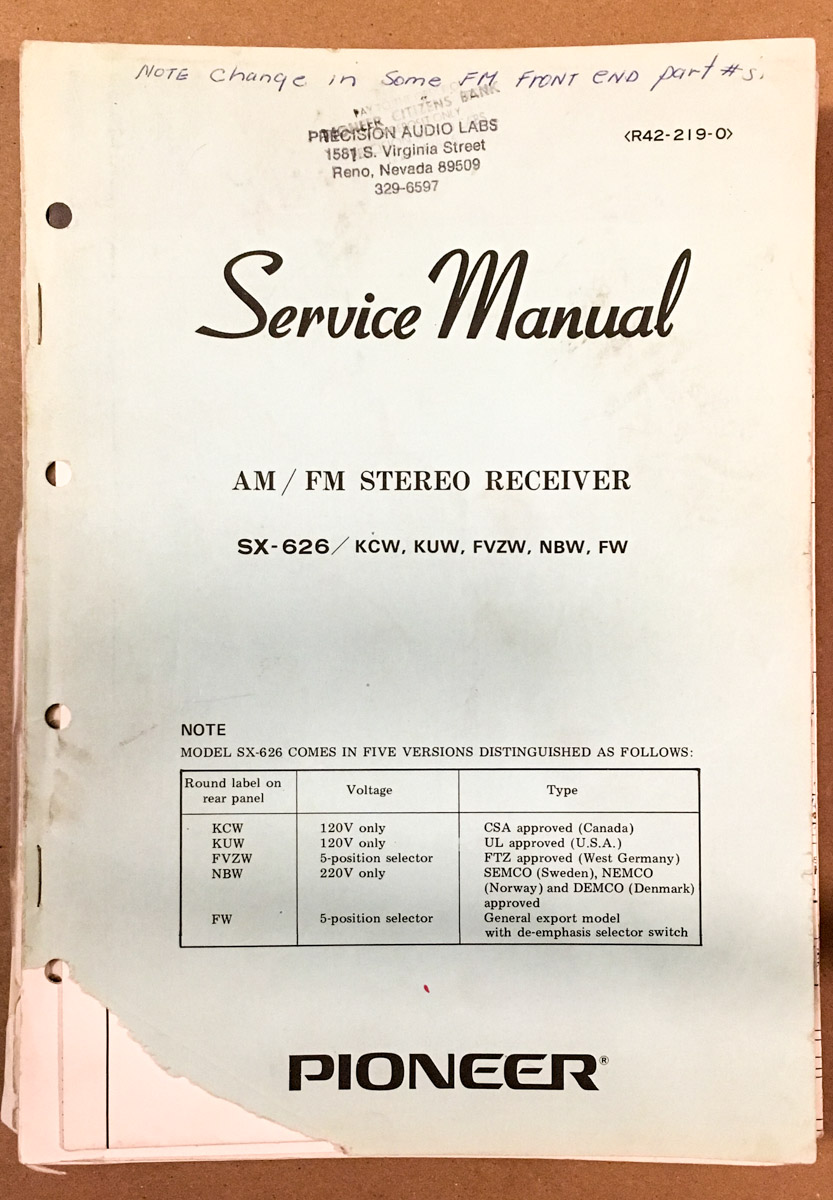 NOTE Change in Some FM FRONT END part #s.
PIONEER CITIZENS BANK
PRECISION AUDIO LABS
1581 S. Virginia Street
Reno, Nevada 89509
329-6597
<R42-219-0>
Service Manual
AM / FM STEREO RECEIVER
SX-626 / KCW, KUW, FVZW, NBW, FW
NOTE
MODEL SX-626 COMES IN FIVE VERSIONS DISTINGUISHED AS FOLLOWS:
Round label on rear panel Voltage Type
KCW 120V only CSA approved (Canada)
KUW 120V only UL approved (U.S.A.)
FVZW 5-position selector FTZ approved (West Germany)
NBW 220V only SEMCO (Sweden), NEMCO
(Norway) and DEMCO (Denmark)
approved
FW 5-position selector General export model
with de-emphasis selector switch
PIONEER®